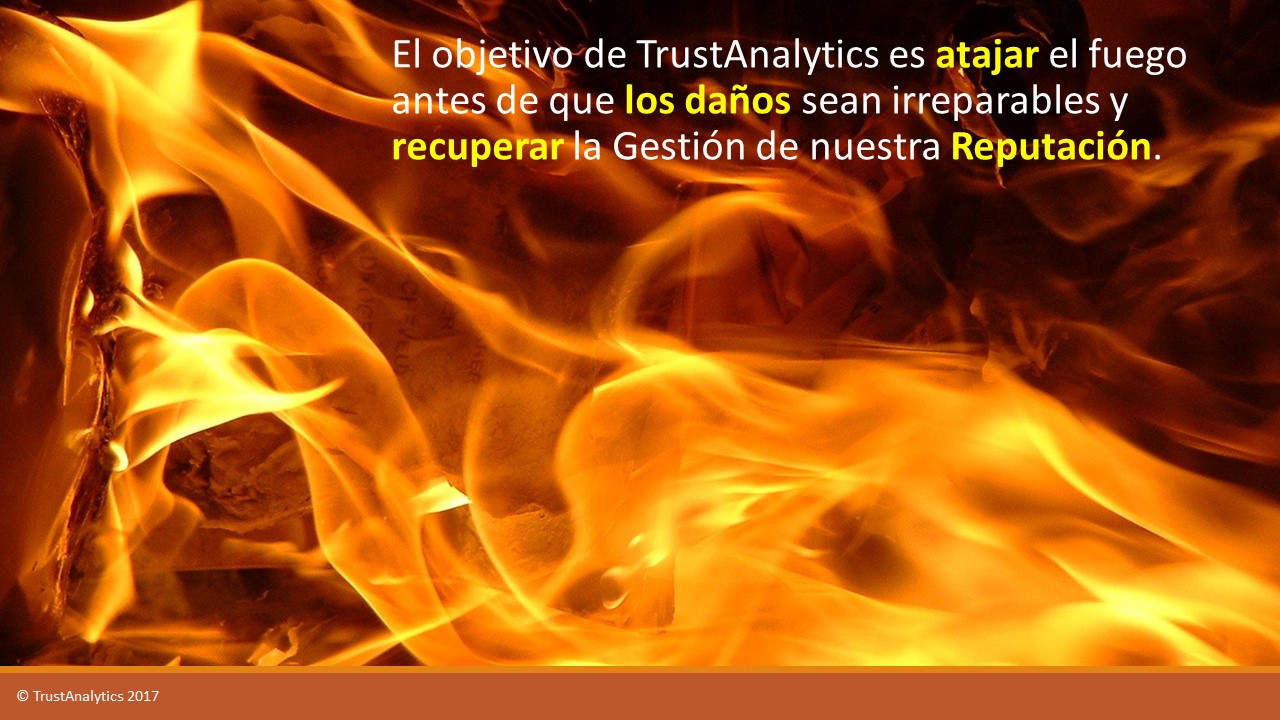 El objetivo de TrustAnalytics es atajar el fuego
antes de que los daños sean irreparables y
recuperar la Gestión de nuestra Reputación.
© TrustAnalytics 2017